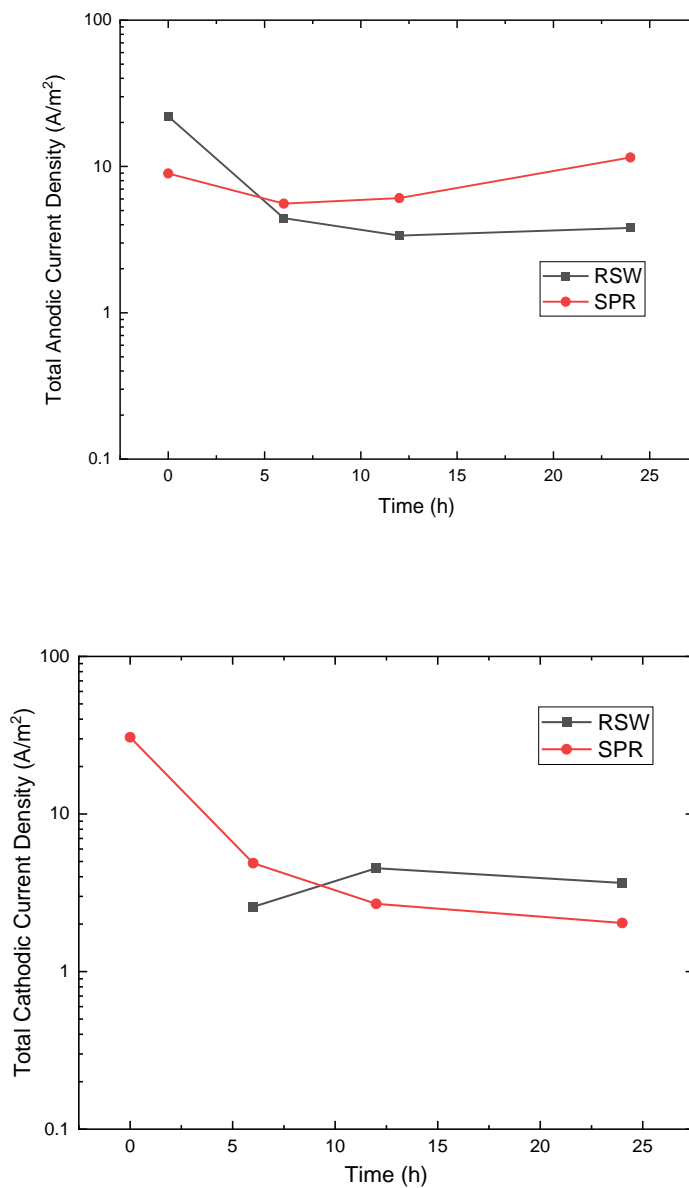 100
10
1
0.1
Total Anodic Current Density (A/m²)
RSW
SPR
0 5 10 15 20 25
Time (h)
100
10
1
0.1
Total Cathodic Current Density (A/m²)
RSW
SPR
0 5 10 15 20 25
Time (h)